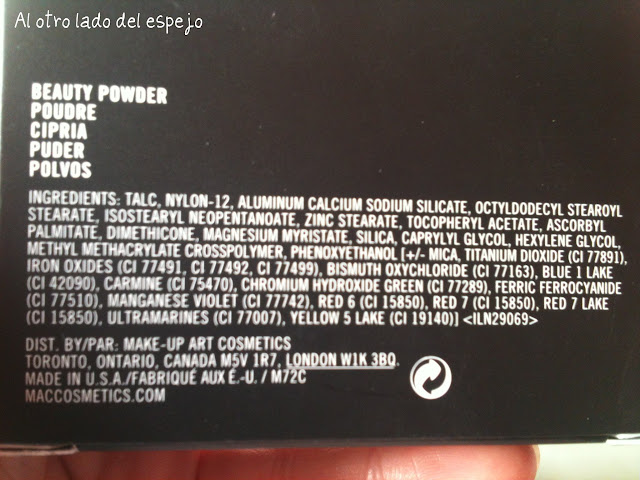 Al otro lado del espejo
BEAUTY POWDER
POUDRE
CIPRIA
PUDER
POLVOS
INGREDIENTS: TALC, NYLON-12, ALUMINUM CALCIUM SODIUM SILICATE, OCTYLDODECYL STEAROYL
STEARATE, ISOSTEARYL NEOPENTANOATE, ZINC STEARATE, TOCOPHERYL ACETATE, ASCORBYL
PALMITATE, DIMETHICONE, MAGNESIUM MYRISTATE, SILICA, CAPRYLYL GLYCOL, HEXYLENE GLYCOL,
METHYL METHACRYLATE CROSSPOLYMER, PHENOXYETHANOL [+/- MICA, TITANIUM DIOXIDE (CI 77891),
IRON OXIDES (CI 77491, CI 77492, CI 77499), BISMUTH OXYCHLORIDE (CI 77163), BLUE 1 LAKE
(CI 42090), CARMINE (CI 75470), CHROMIUM HYDROXIDE GREEN (CI 77289), FERRIC FERROCYANIDE
(CI 77510), MANGANESE VIOLET (CI 77742), RED 6 (CI 15850), RED 7 (CI 15850), RED 7 LAKE
(CI 15850), ULTRAMARINES (CI 77007), YELLOW 5 LAKE (CI 19140)] <ILN29069>
DIST. BY/PAR: MAKE-UP ART COSMETICS
TORONTO, ONTARIO, CANADA M5V 1R7, LONDON W1K 3BQ.
MADE IN U.S.A./FABRIQUÉ AUX É.-U. / M72C
MACCOSMETICS.COM